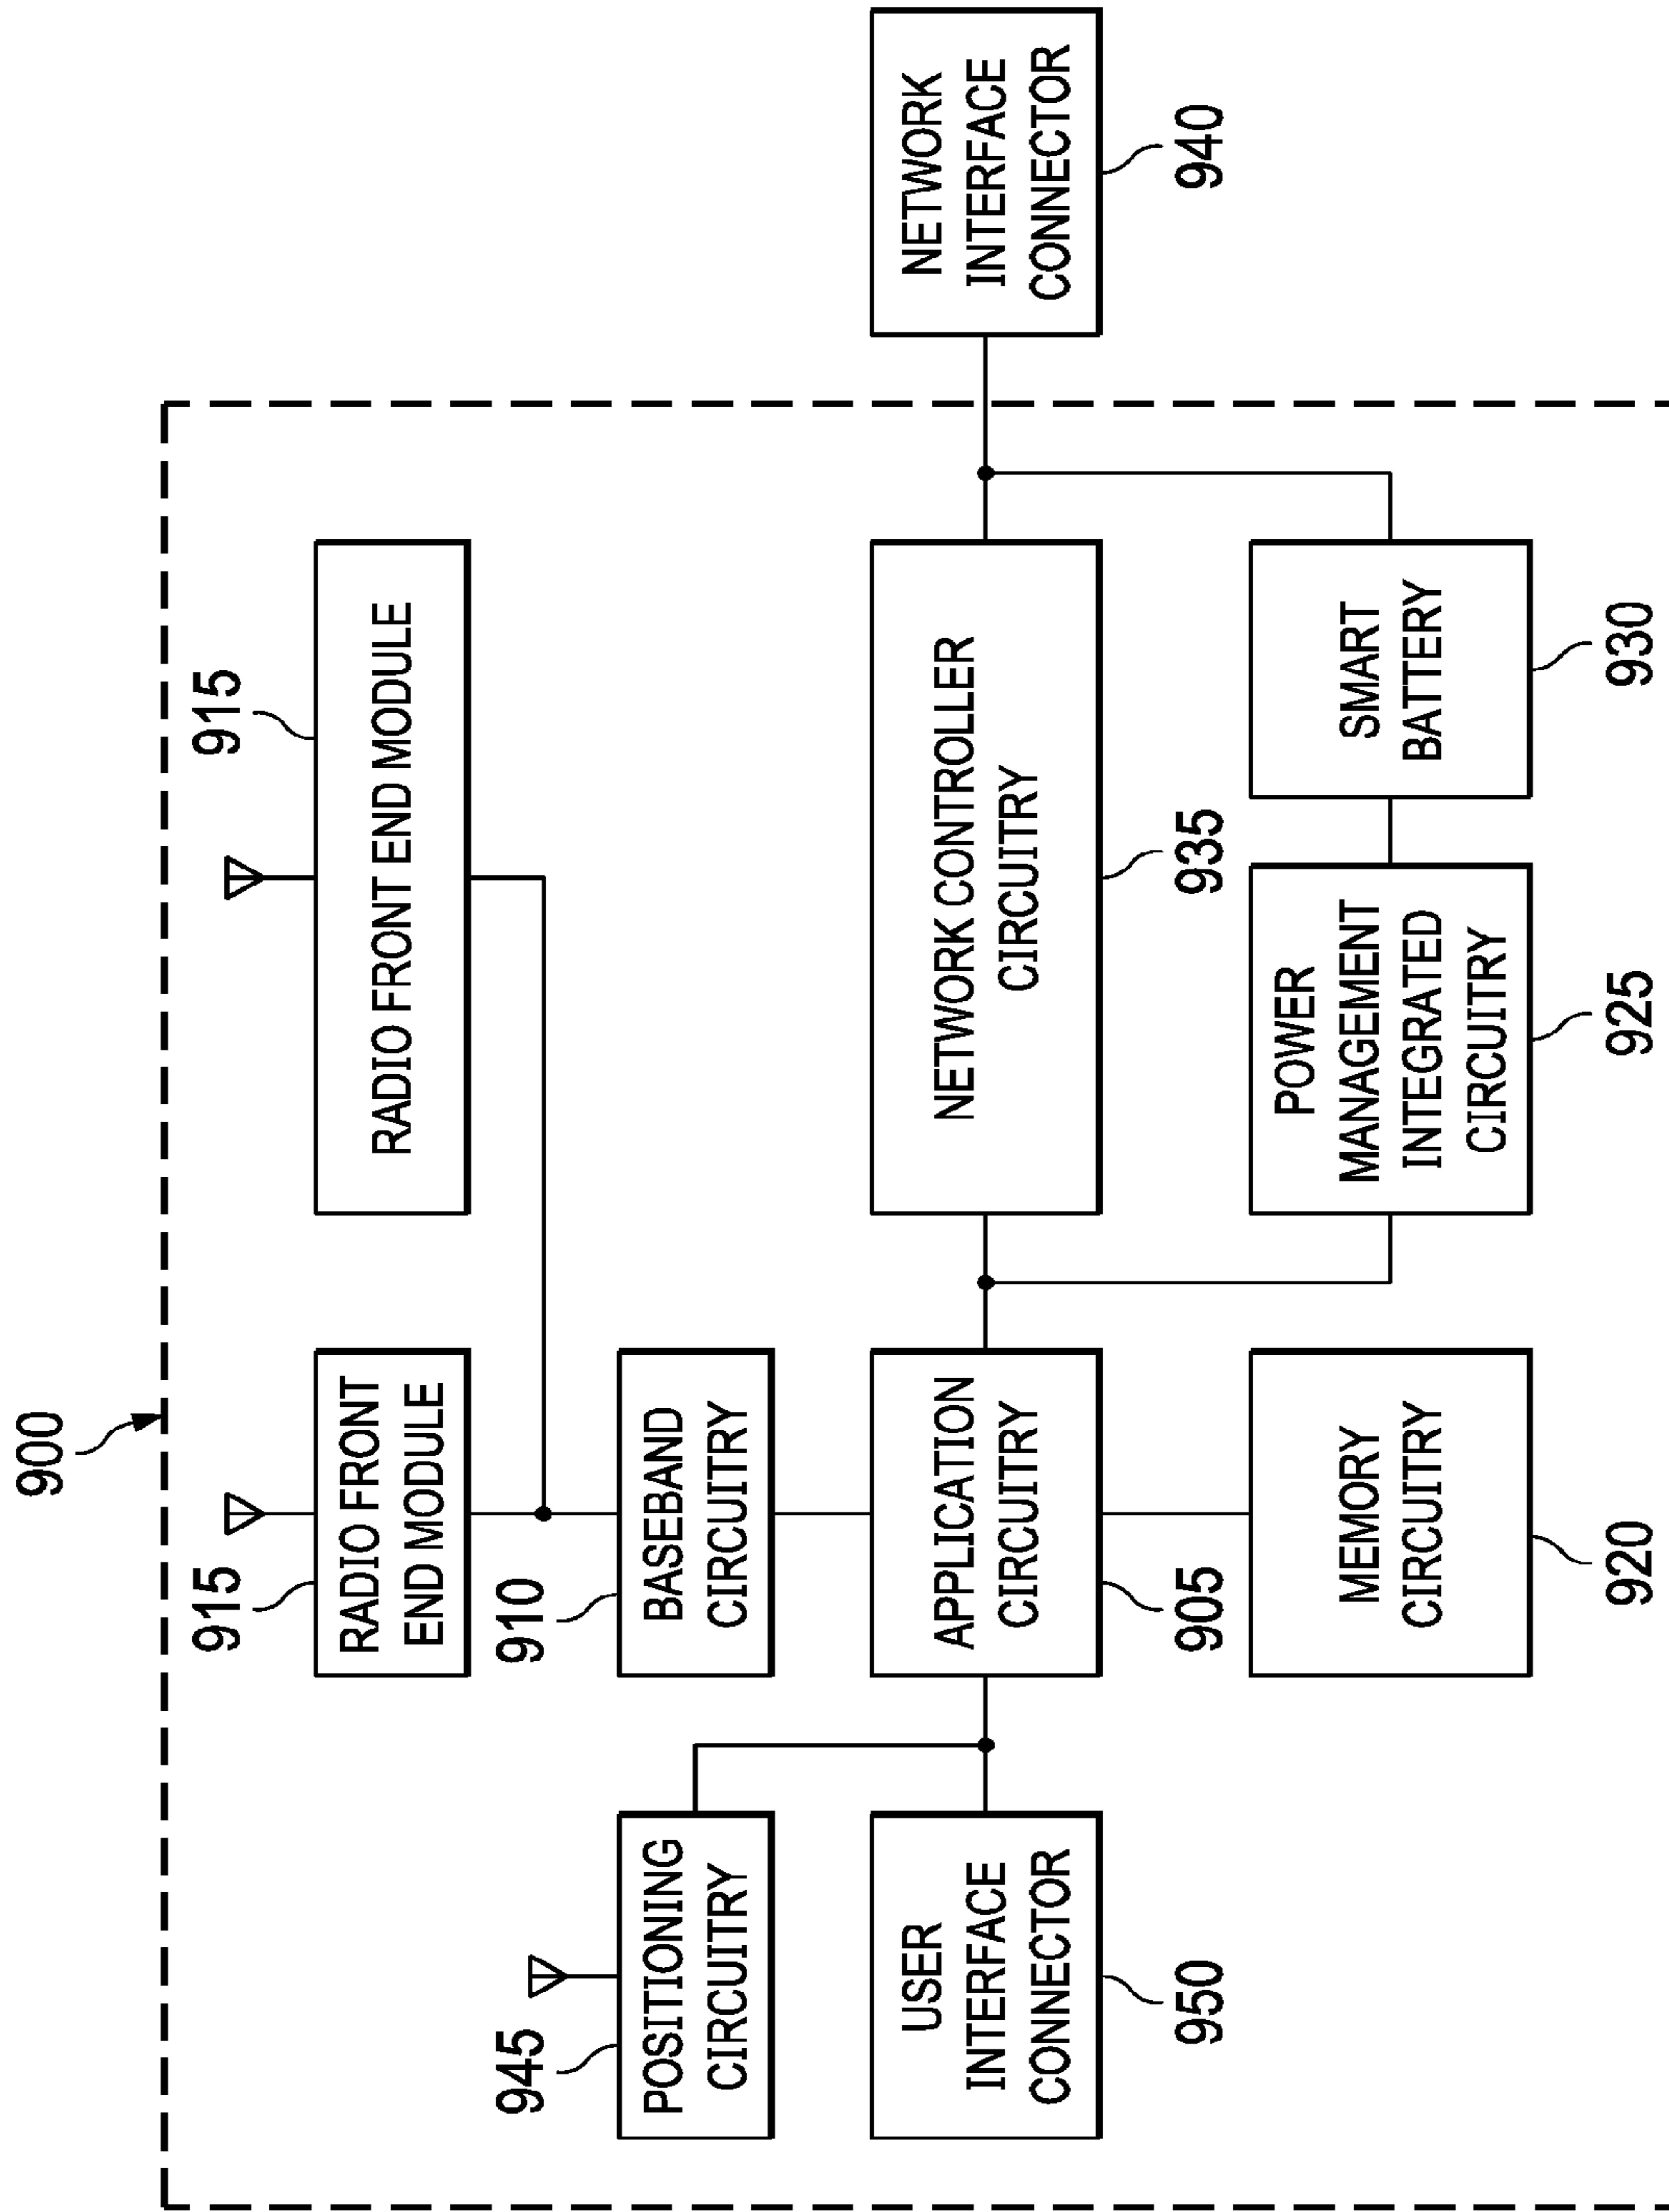 900
915
RADIO FRONT
END MODULE
915
RADIO FRONT END MODULE
945
POSITIONING
CIRCUITRY
910
BASEBAND
CIRCUITRY
USER
INTERFACE
CONNECTOR
950
APPLICATION
CIRCUITRY
905
NETWORK CONTROLLER
CIRCUITRY
935
NETWORK
INTERFACE
CONNECTOR
940
MEMORY
CIRCUITRY
920
POWER
MANAGEMENT
INTEGRATED
CIRCUITRY
925
SMART
BATTERY
930